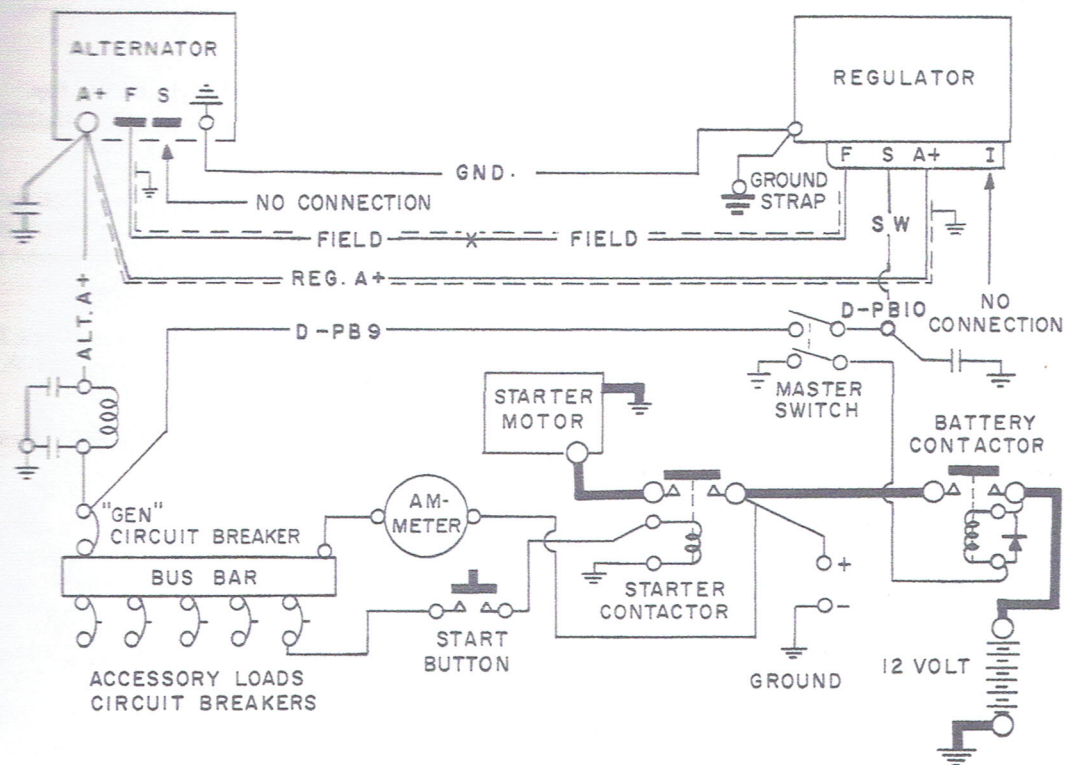 ALTERNATOR
A+ F S
REGULATOR
F S A+ I
GND.
GROUND
STRAP
NO CONNECTION
SW
FIELD
x
FIELD
REG. A+
ALT. A+
D-PB10
NO
CONNECTION
D-PB9
MASTER
SWITCH
STARTER
MOTOR
BATTERY
CONTACTOR
"GEN"
CIRCUIT BREAKER
AM-
METER
BUS BAR
+
STARTER
CONTACTOR
-
START
BUTTON
12 VOLT
GROUND
ACCESSORY LOADS
CIRCUIT BREAKERS